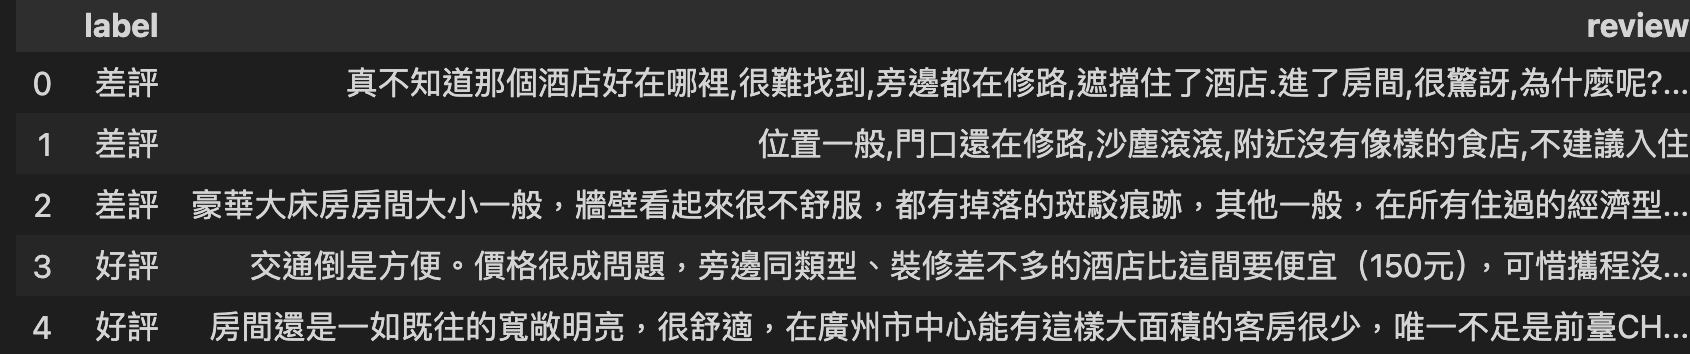 label review
0 差評 真不知道那個酒店好在哪裡,很難找到,旁邊都在修路,遮擋住了酒店.進了房間,很驚訝,為什麼呢?...
1 差評 位置一般,門口還在修路,沙塵滾滾,附近沒有像樣的食店,不建議入住
2 差評 豪華大床房房間大小一般，牆壁看起來很不舒服，都有掉落的斑駁痕跡，其他一般，在所有住過的經濟型...
3 好評 交通倒是方便。價格很成問題，旁邊同類型、裝修差不多的酒店比這間要便宜（150元），可惜攜程沒...
4 好評 房間還是一如既往的寬敞明亮，很舒適，在廣州市中心能有這樣大面積的客房很少，唯一不足是前臺CH...